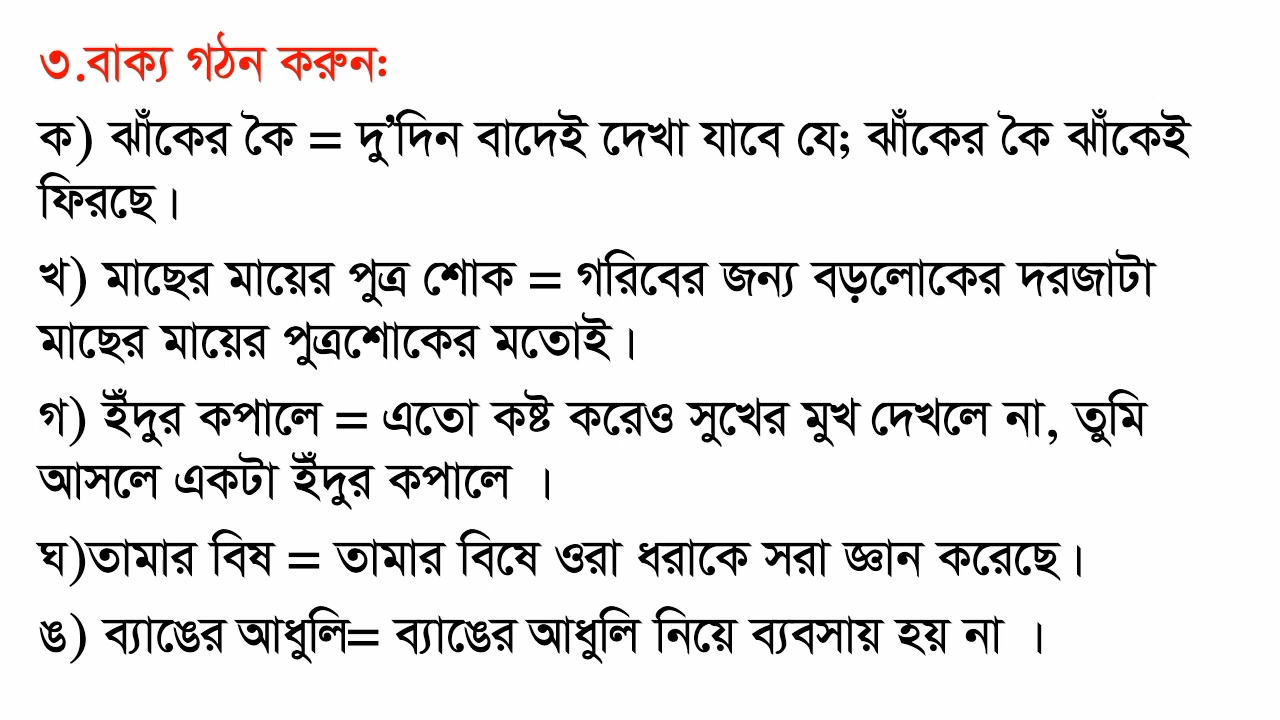 ৩.বাক্য গঠন করুনঃ
ক) ঝাঁকের কৈ = দু’দিন বাদেই দেখা যাবে যে; ঝাঁকের কৈ ঝাঁকেই
ফিরছে।
খ) মাছের মায়ের পুত্র শোক = গরিবের জন্য বড়লোকের দরজাটা
মাছের মায়ের পুত্রশোকের মতোই।
গ) ইঁদুর কপালে = এতো কষ্ট করেও সুখের মুখ দেখলে না, তুমি
আসলে একটা ইঁদুর কপালে ।
ঘ)তামার বিষ = তামার বিষে ওরা ধরাকে সরা জ্ঞান করেছে।
ঙ) ব্যাঙের আধুলি= ব্যাঙের আধুলি নিয়ে ব্যবসায় হয় না ।